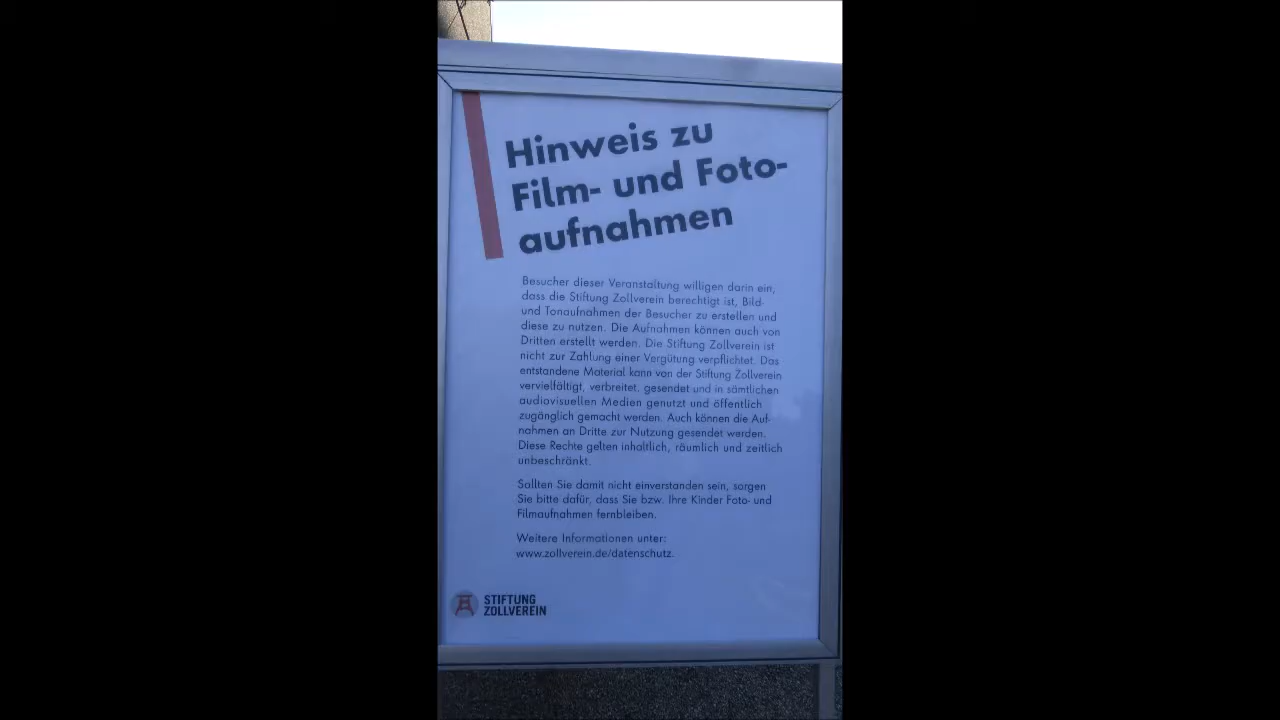 Hinweis zu
Film- und Foto-
aufnahmen
Besucher dieser Veranstaltung willigen darin ein,
dass die Stiftung Zollverein berechtigt ist, Bild-
und Tonaufnahmen der Besucher zu erstellen und
diese zu nutzen. Die Aufnahmen können auch von
Dritten erstellt werden. Die Stiftung Zollverein ist
nicht zur Zahlung einer Vergütung verpflichtet. Das
entstandene Material kann von der Stiftung Zollverein
vervielfältigt, verbreitet, gesendet und in sämtlichen
audiovisuellen Medien genutzt und öffentlich
zugänglich gemacht werden. Auch können die Auf-
nahmen an Dritte zur Nutzung gesendet werden.
Diese Rechte gelten inhaltlich, räumlich und zeitlich
unbeschränkt.
Sollten Sie damit nicht einverstanden sein, sorgen
Sie bitte dafür, dass Sie bzw. Ihre Kinder Foto- und
Filmaufnahmen fernbleiben.
Weitere Informationen unter:
www.zollverein.de/datenschutz.
STIFTUNG
ZOLLVEREIN